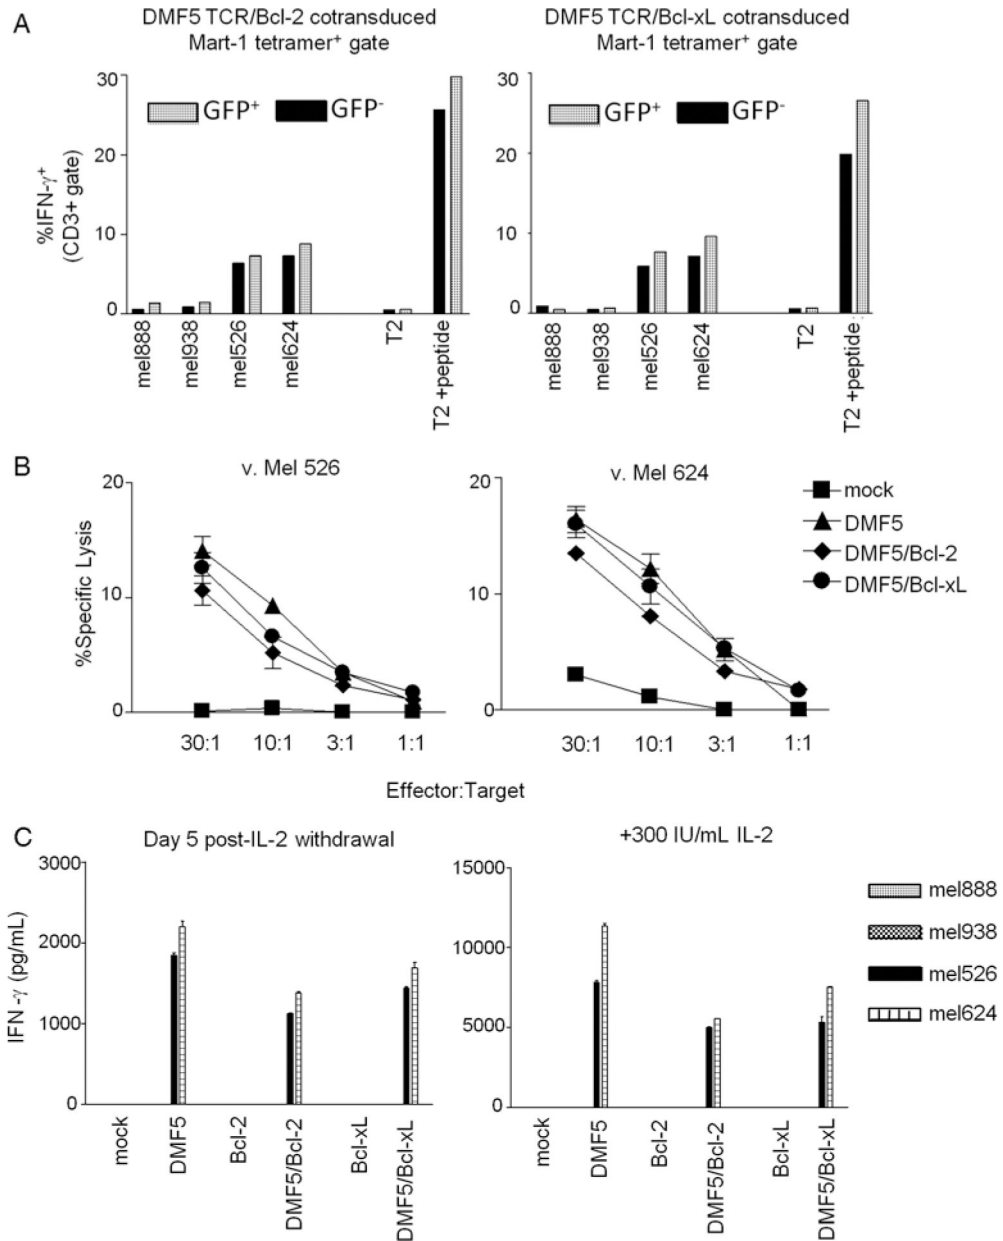 A
DMF5 TCR/Bcl-2 cotransduced
Mart-1 tetramer+ gate
DMF5 TCR/Bcl-xL cotransduced
Mart-1 tetramer+ gate
%IFN-γ+
(CD3+ gate)
30
20
10
0
GFP+
GFP-
mel888
mel938
mel526
mel624
T2
T2 +peptide
30
20
10
0
GFP+
GFP-
mel888
mel938
mel526
mel624
T2
T2 +peptide
B
v. Mel 526
v. Mel 624
%Specific Lysis
20
10
0
30:1
10:1
3:1
1:1
20
10
0
30:1
10:1
3:1
1:1
mock
DMF5
DMF5/Bcl-2
DMF5/Bcl-xL
Effector:Target
C
Day 5 post-IL-2 withdrawal
+300 IU/mL IL-2
IFN -γ (pg/mL)
3000
2000
1000
0
mock
DMF5
Bcl-2
DMF5/Bcl-2
Bcl-xL
DMF5/Bcl-xL
15000
10000
5000
0
mock
DMF5
Bcl-2
DMF5/Bcl-2
Bcl-xL
DMF5/Bcl-xL
mel888
mel938
mel526
mel624